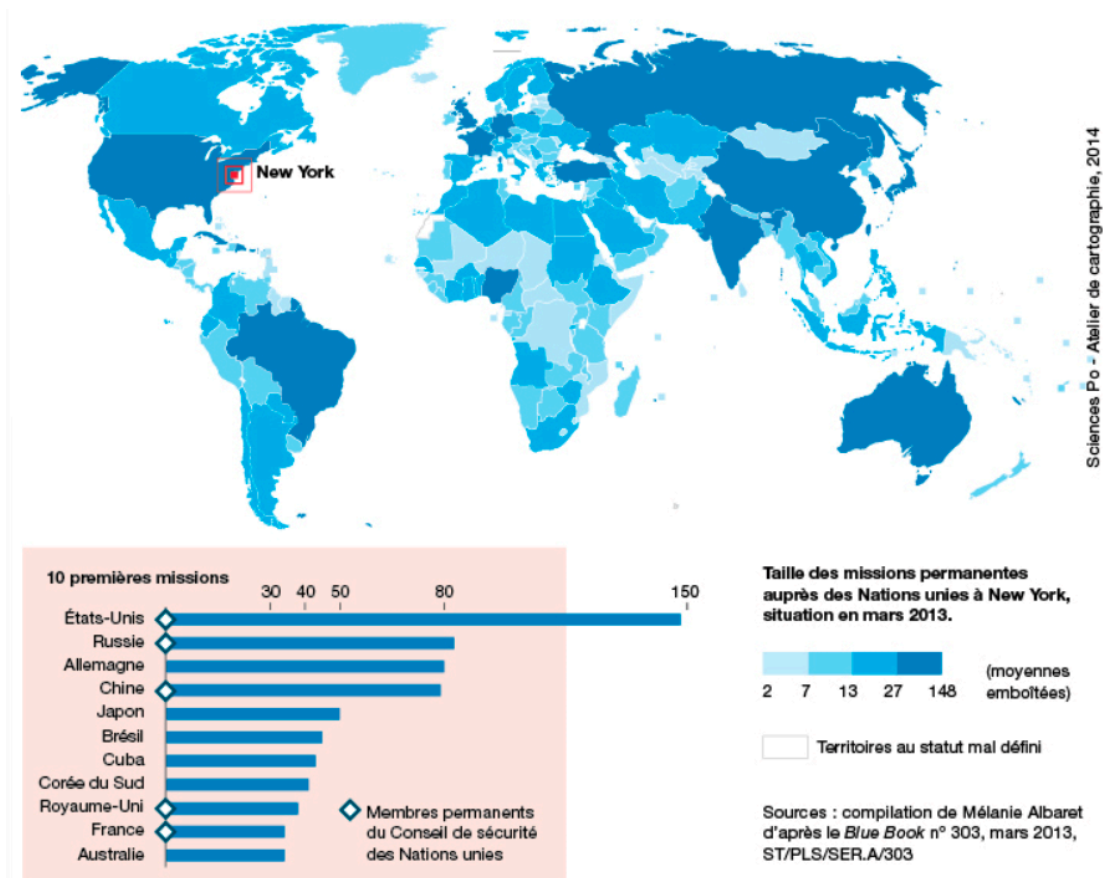 New York
Sciences Po - Atelier de cartographie, 2014
10 premières missions
30 40 50 80 150
États-Unis
Russie
Allemagne
Chine
Japon
Brésil
Cuba
Corée du Sud
Royaume-Uni
France
Australie
Membres permanents
du Conseil de sécurité
des Nations unies
Taille des missions permanentes
auprès des Nations unies à New York,
situation en mars 2013.
2 7 13 27 148
(moyennes
emboîtées)
Territoires au statut mal défini
Sources : compilation de Mélanie Albaret
d'après le Blue Book n° 303, mars 2013,
ST/PLS/SER.A/303